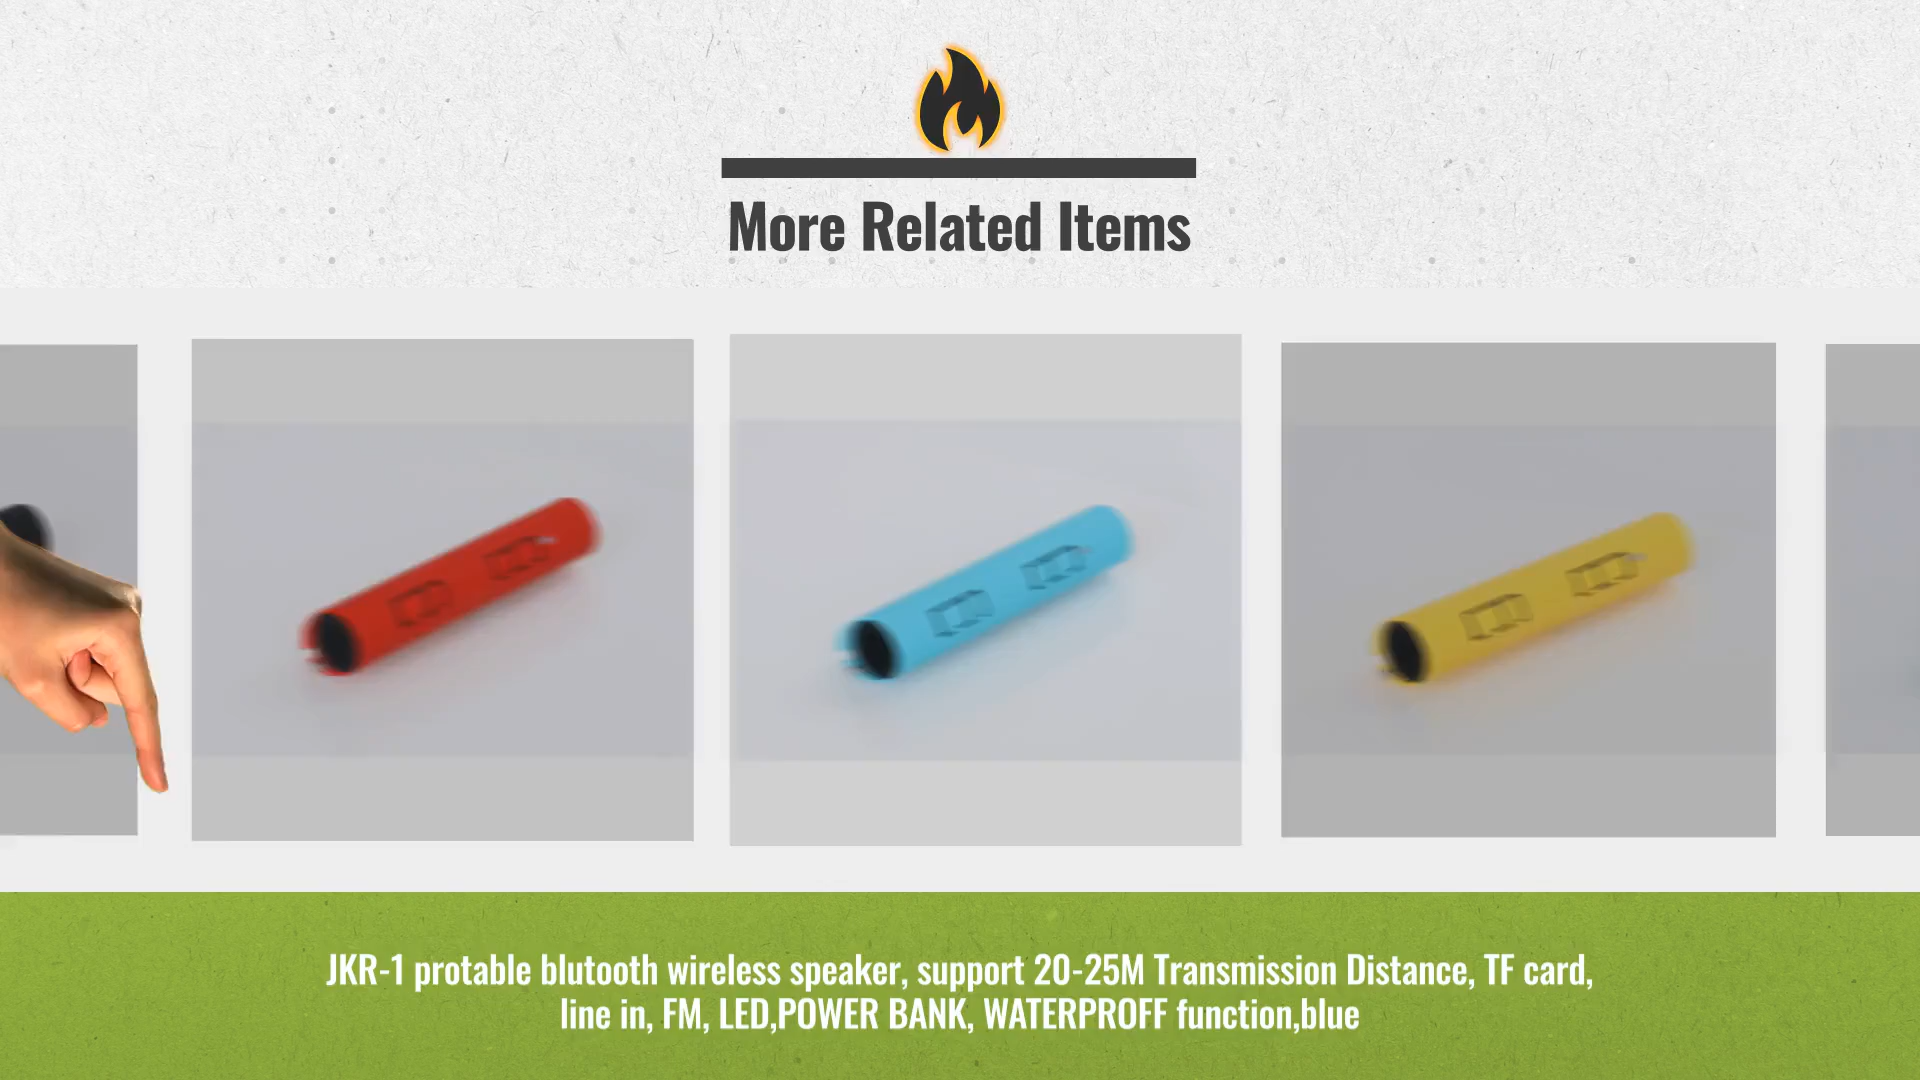 More Related Items
JKR-1 protable blutooth wireless speaker, support 20-25M Transmission Distance, TF card,
line in, FM, LED,POWER BANK, WATERPROFF function,blue